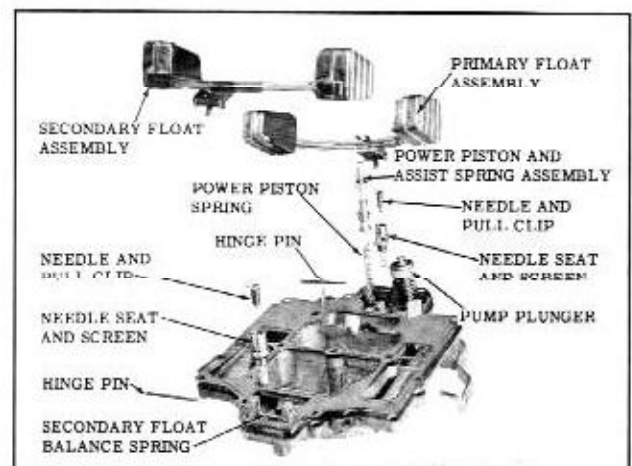 PRIMARY FLOAT
ASSEMBLY
SECONDARY FLOAT
ASSEMBLY
POWER PISTON AND
ASSIST SPRING ASSEMBLY
POWER PISTON
SPRING
NEEDLE AND
PULL CLIP
HINGE PIN
NEEDLE AND
PULL CLIP
NEEDLE SEAT
AND SCREEN
NEEDLE SEAT
AND SCREEN
PUMP PLUNGER
HINGE PIN
SECONDARY FLOAT
BALANCE SPRING